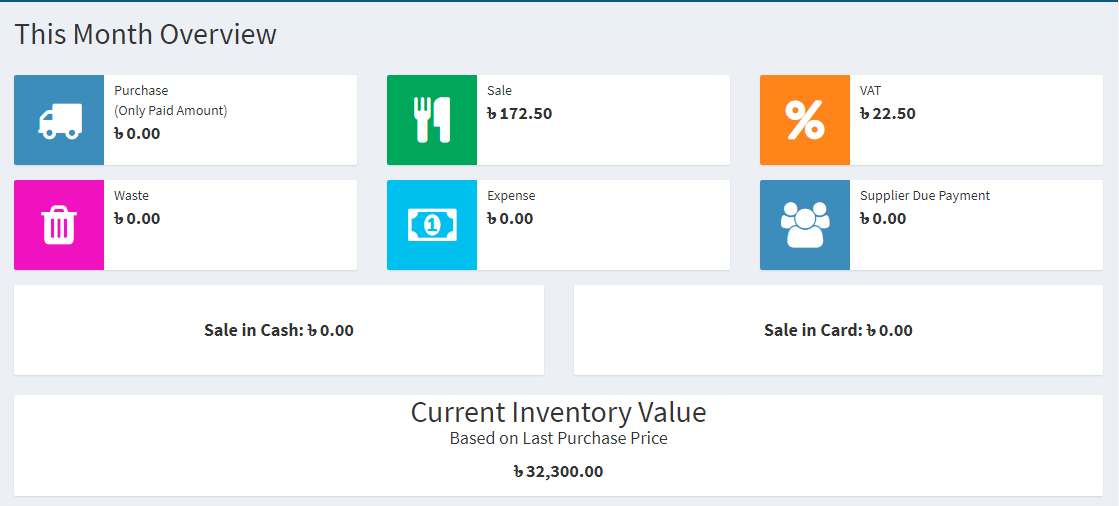 This Month Overview
Purchase
(Only Paid Amount)
৳ 0.00
Sale
৳ 172.50
VAT
৳ 22.50
Waste
৳ 0.00
1
Expense
৳ 0.00
Supplier Due Payment
৳ 0.00
Sale in Cash: ৳ 0.00
Sale in Card: ৳ 0.00
Current Inventory Value
Based on Last Purchase Price
৳ 32,300.00